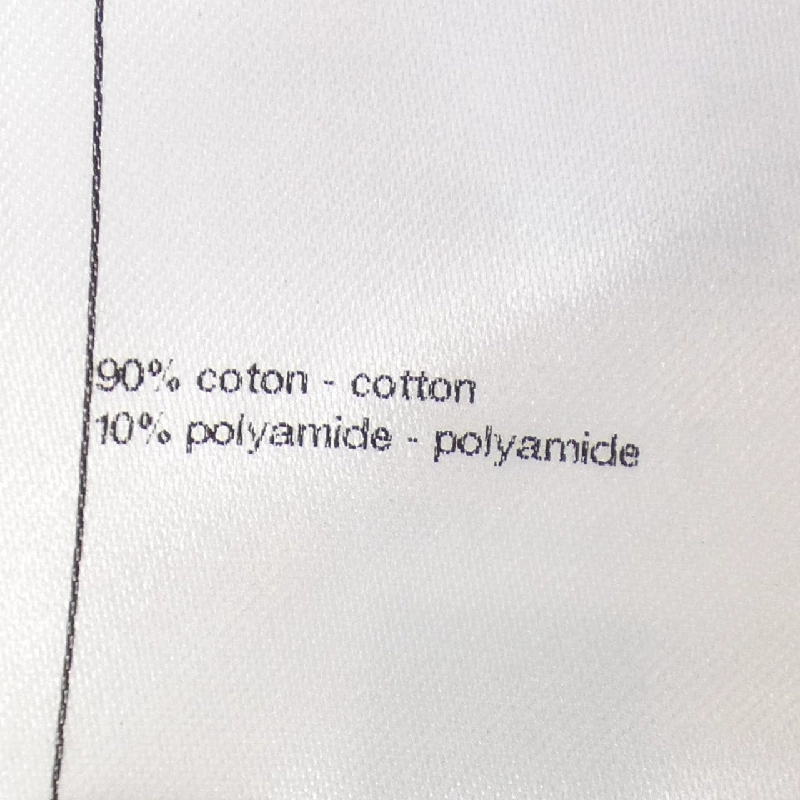 90% coton - cotton
10% polyamide - polyamide